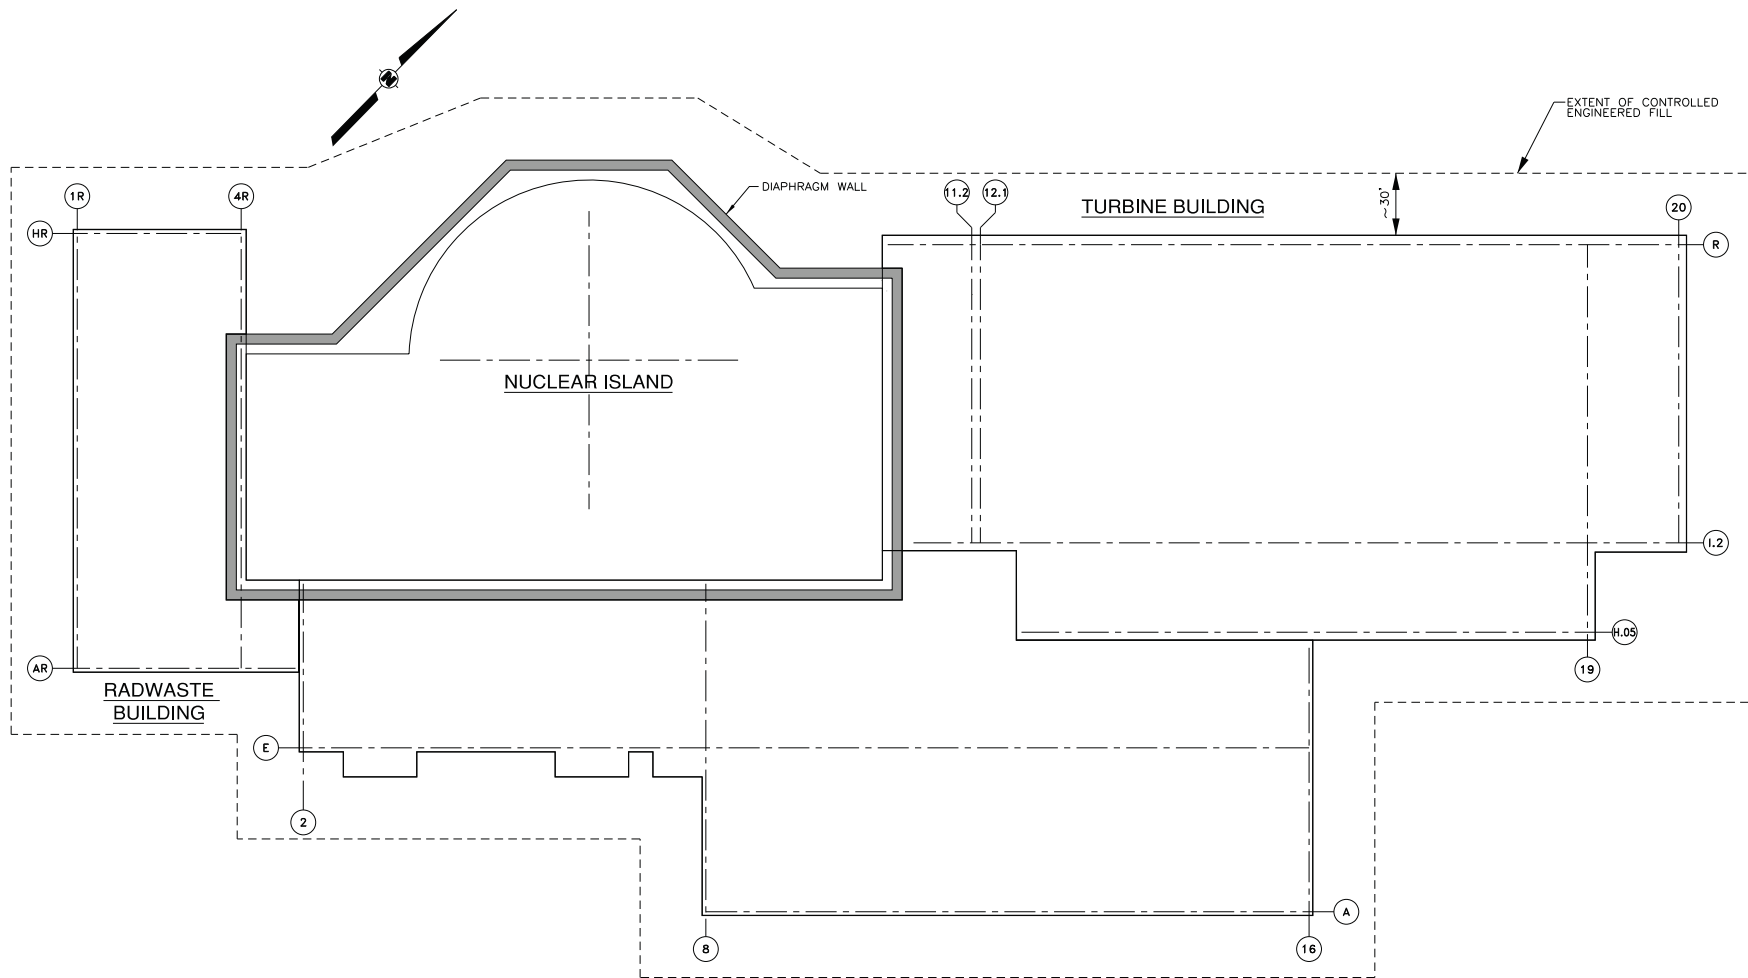 N
EXTENT OF CONTROLLED
ENGINEERED FILL
1R
4R
DIAPHRAGM WALL
11.2
12.1
TURBINE BUILDING
~30'
20
HR
R
NUCLEAR ISLAND
I.2
H.05
AR
19
RADWASTE
BUILDING
E
2
A
8
16